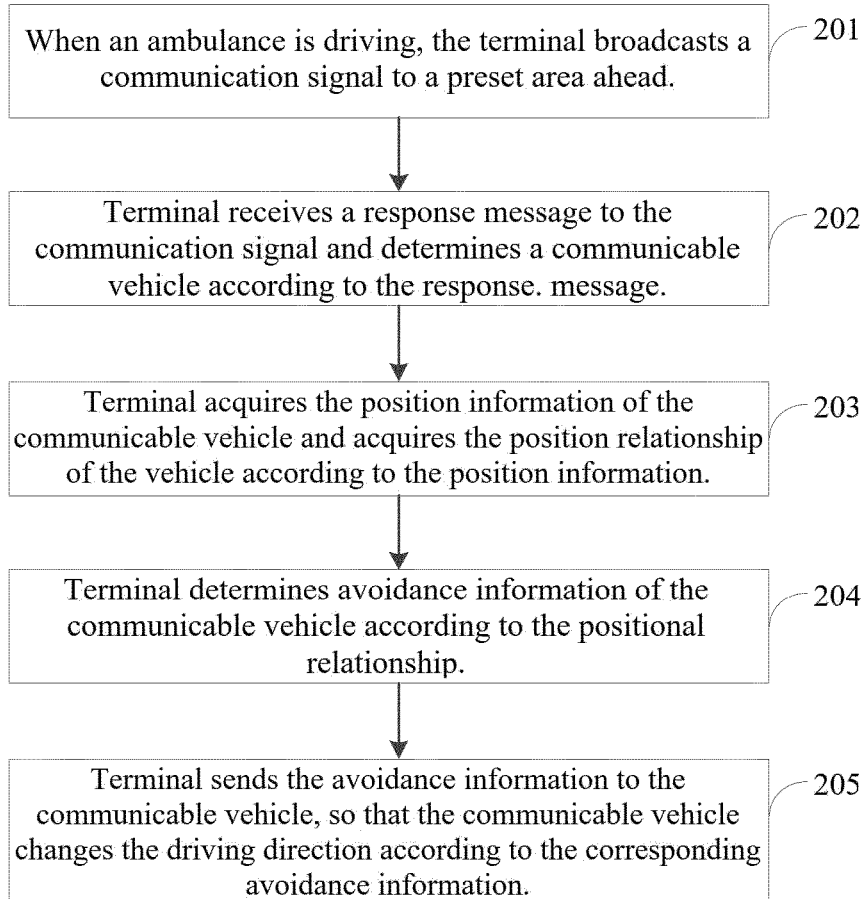 When an ambulance is driving, the terminal broadcasts a
communication signal to a preset area ahead.
201
Terminal receives a response message to the
communication signal and determines a communicable
vehicle according to the response. message.
202
Terminal acquires the position information of the
communicable vehicle and acquires the position relationship
of the vehicle according to the position information.
203
Terminal determines avoidance information of the
communicable vehicle according to the positional
relationship.
204
Terminal sends the avoidance information to the
communicable vehicle, so that the communicable vehicle
changes the driving direction according to the corresponding
avoidance information.
205